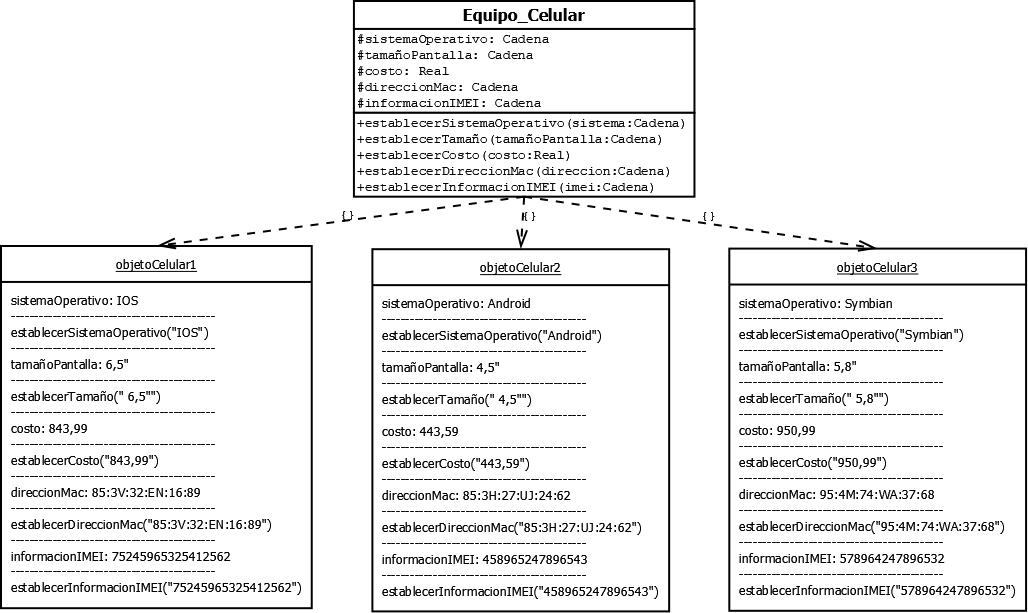 Equipo_Celular
#sistemaOperativo: Cadena
#tamañoPantalla: Cadena
#costo: Real
#direccionMac: Cadena
#informacionIMEI: Cadena
+establecerSistemaOperativo(sistema:Cadena)
+establecerTamaño(tamañoPantalla:Cadena)
+establecerCosto(costo:Real)
+establecerDireccionMac(direccion:Cadena)
+establecerInformacionIMEI(imei:Cadena)
{ }
{ }
{ }
objetoCelular1
sistemaOperativo: IOS
establecerSistemaOperativo("IOS")
tamañoPantalla: 6,5"
establecerTamaño(" 6,5"")
costo: 843,99
establecerCosto("843,99")
direccionMac: 85:3V:32:EN:16:89
establecerDireccionMac("85:3V:32:EN:16:89")
informacionIMEI: 75245965325412562
establecerInformacionIMEI("75245965325412562")
objetoCelular2
sistemaOperativo: Android
establecerSistemaOperativo("Android")
tamañoPantalla: 4,5"
establecerTamaño(" 4,5"")
costo: 443,59
establecerCosto("443,59")
direccionMac: 85:3H:27:UJ:24:62
establecerDireccionMac("85:3H:27:UJ:24:62")
informacionIMEI: 458965247896543
establecerInformacionIMEI("458965247896543")
objetoCelular3
sistemaOperativo: Symbian
establecerSistemaOperativo("Symbian")
tamañoPantalla: 5,8"
establecerTamaño(" 5,8"")
costo: 950,99
establecerCosto("950,99")
direccionMac: 95:4M:74:WA:37:68
establecerDireccionMac("95:4M:74:WA:37:68")
informacionIMEI: 578964247896532
establecerInformacionIMEI("578964247896532")